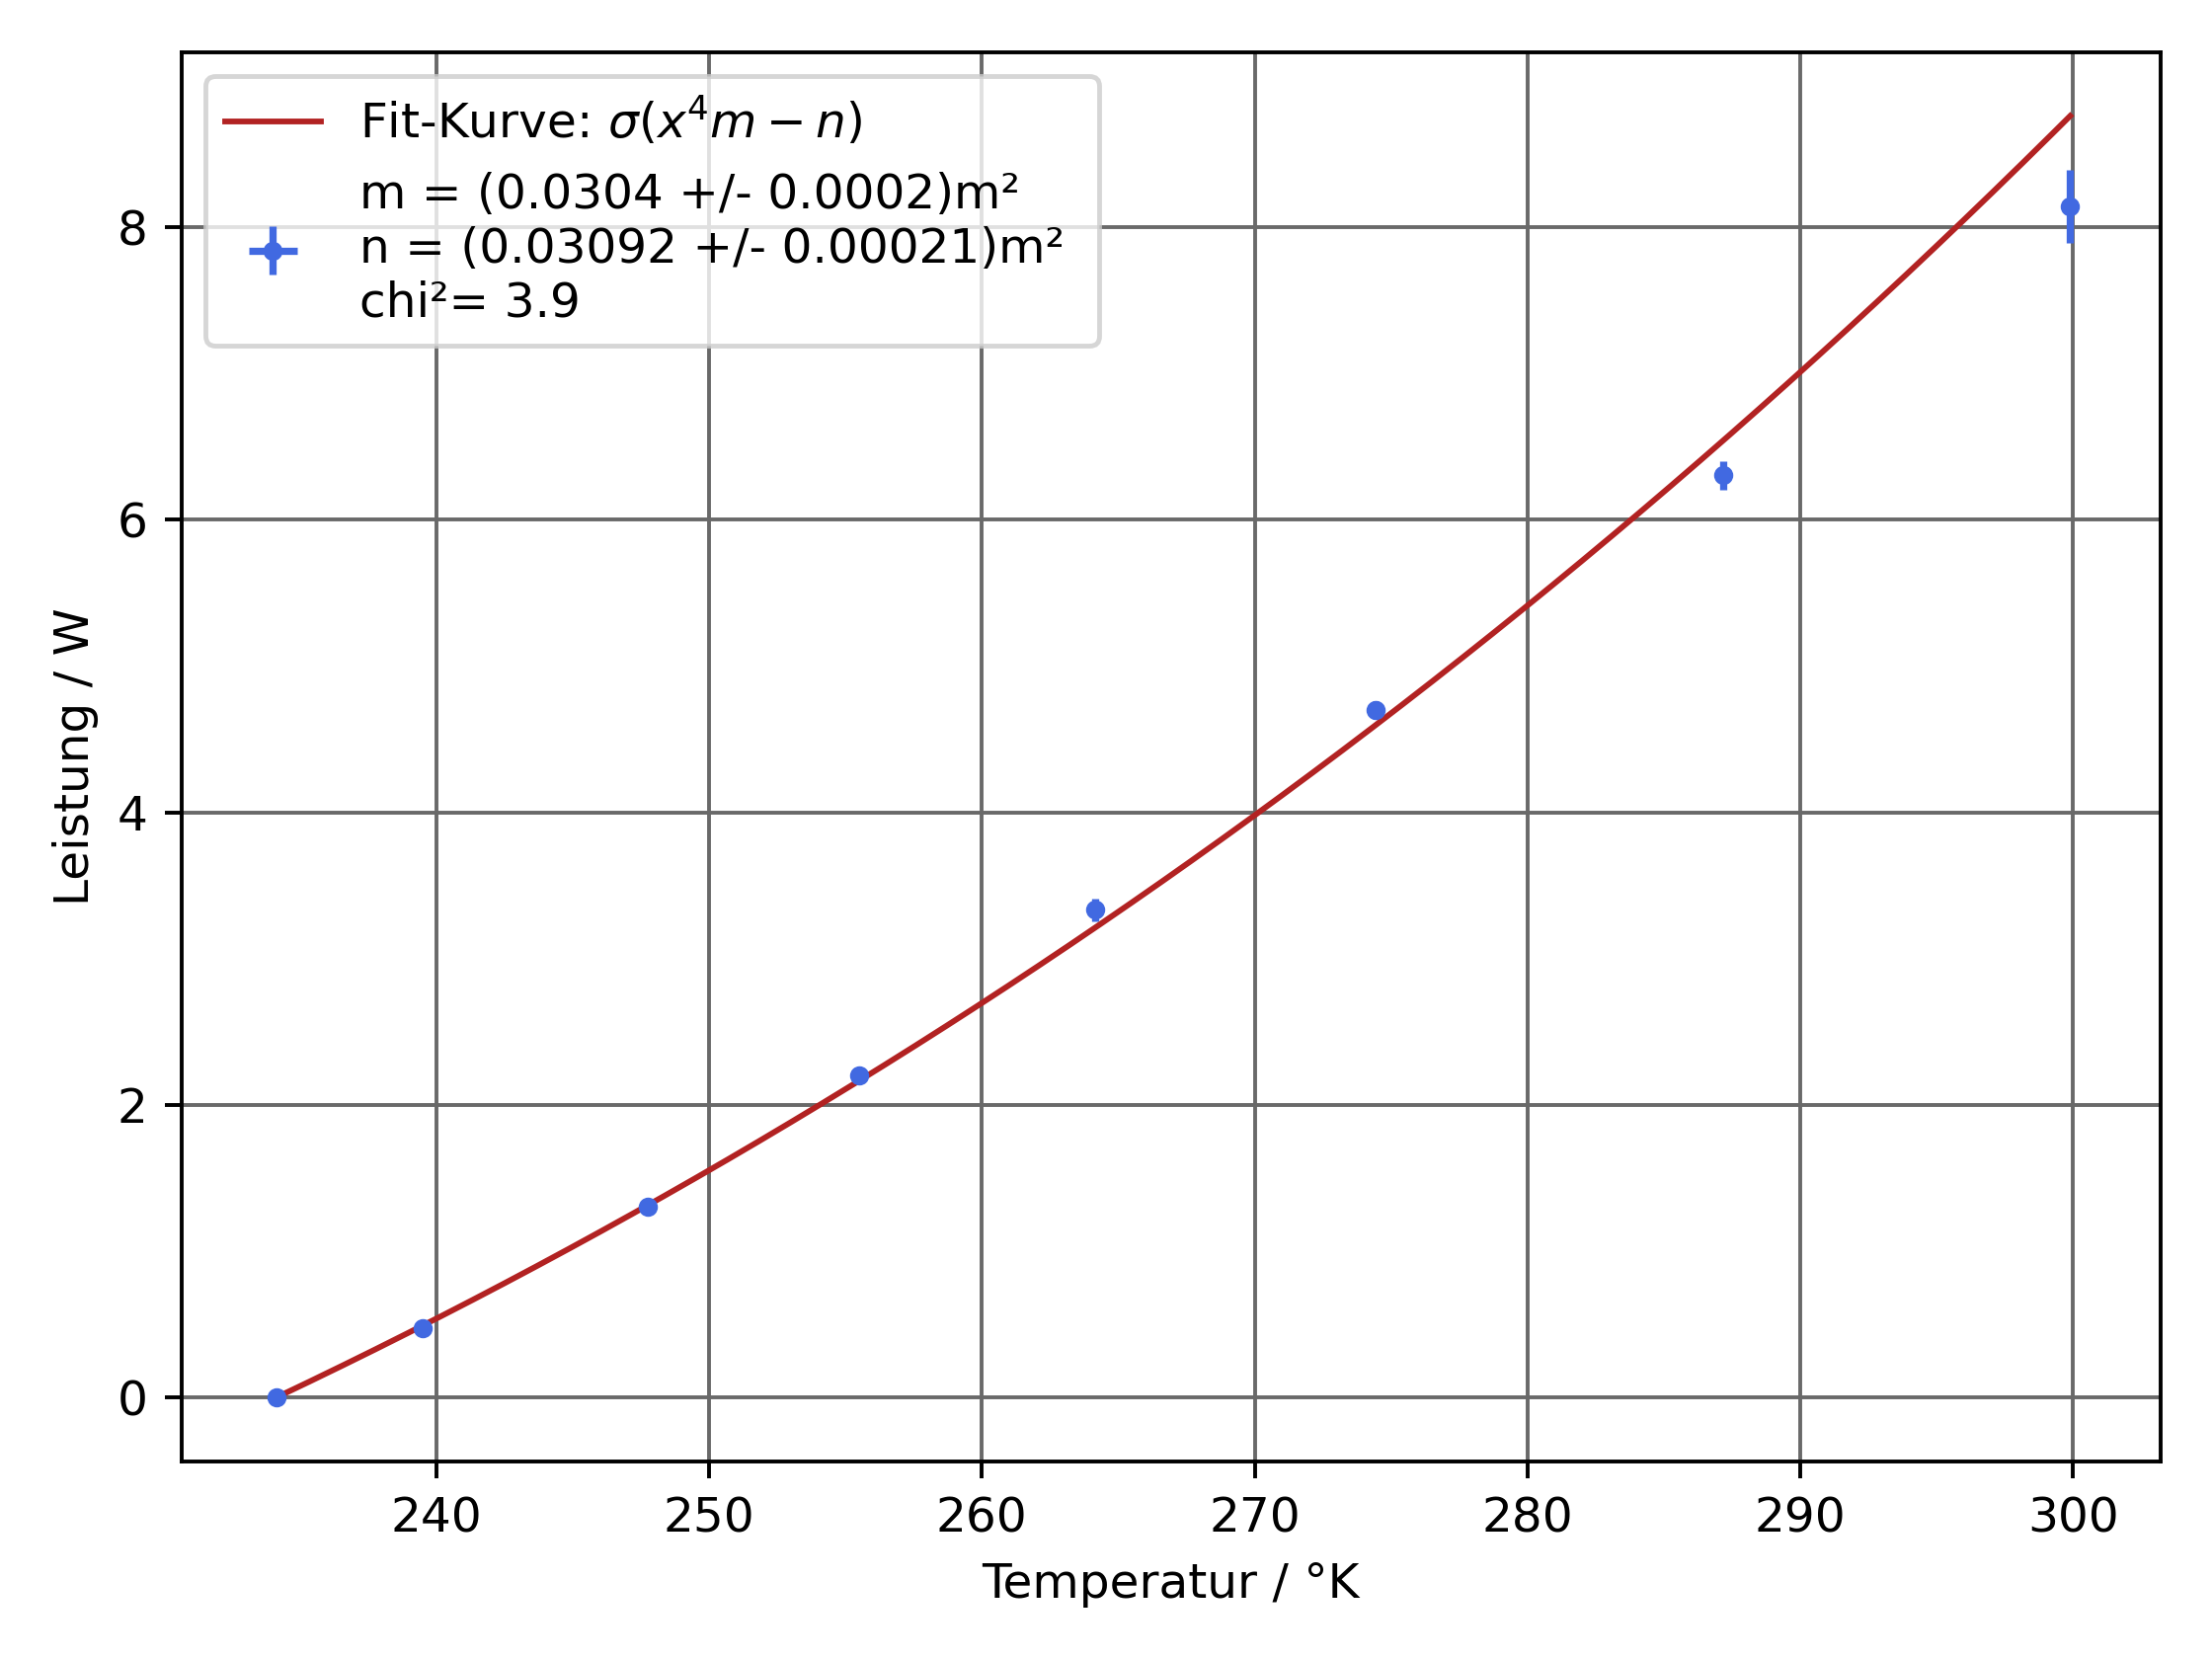 Fit-Kurve: σ(x⁴m − n)
m = (0.0304 +/- 0.0002)m²
n = (0.03092 +/- 0.00021)m²
chi²= 3.9
8
6
4
2
0
Leistung / W
240 250 260 270 280 290 300
Temperatur / °K